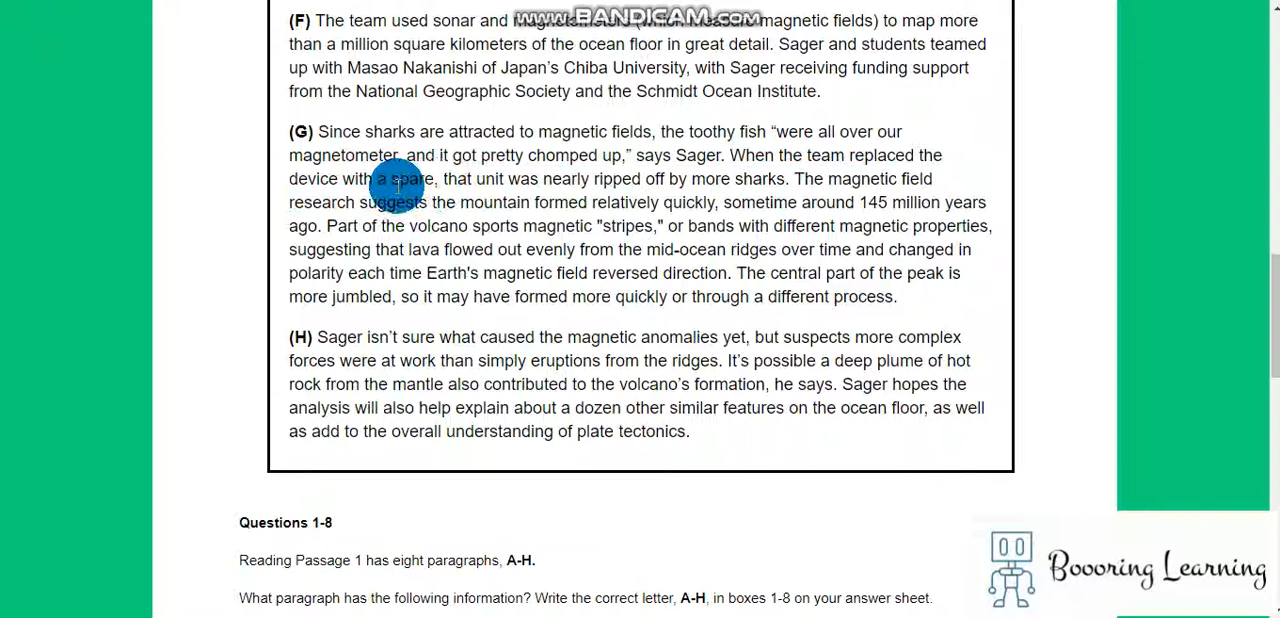 www.BANDICAM.com
(F) The team used sonar and magnetometers (which measure magnetic fields) to map more
than a million square kilometers of the ocean floor in great detail. Sager and students teamed
up with Masao Nakanishi of Japan's Chiba University, with Sager receiving funding support
from the National Geographic Society and the Schmidt Ocean Institute.
(G) Since sharks are attracted to magnetic fields, the toothy fish “were all over our
magnetometer, and it got pretty chomped up,” says Sager. When the team replaced the
device with a spare, that unit was nearly ripped off by more sharks. The magnetic field
research suggests the mountain formed relatively quickly, sometime around 145 million years
ago. Part of the volcano sports magnetic "stripes," or bands with different magnetic properties,
suggesting that lava flowed out evenly from the mid-ocean ridges over time and changed in
polarity each time Earth's magnetic field reversed direction. The central part of the peak is
more jumbled, so it may have formed more quickly or through a different process.
(H) Sager isn’t sure what caused the magnetic anomalies yet, but suspects more complex
forces were at work than simply eruptions from the ridges. It’s possible a deep plume of hot
rock from the mantle also contributed to the volcano’s formation, he says. Sager hopes the
analysis will also help explain about a dozen other similar features on the ocean floor, as well
as add to the overall understanding of plate tectonics.
Questions 1-8
Reading Passage 1 has eight paragraphs, A-H.
What paragraph has the following information? Write the correct letter, A-H, in boxes 1-8 on your answer sheet.
Boooring Learning